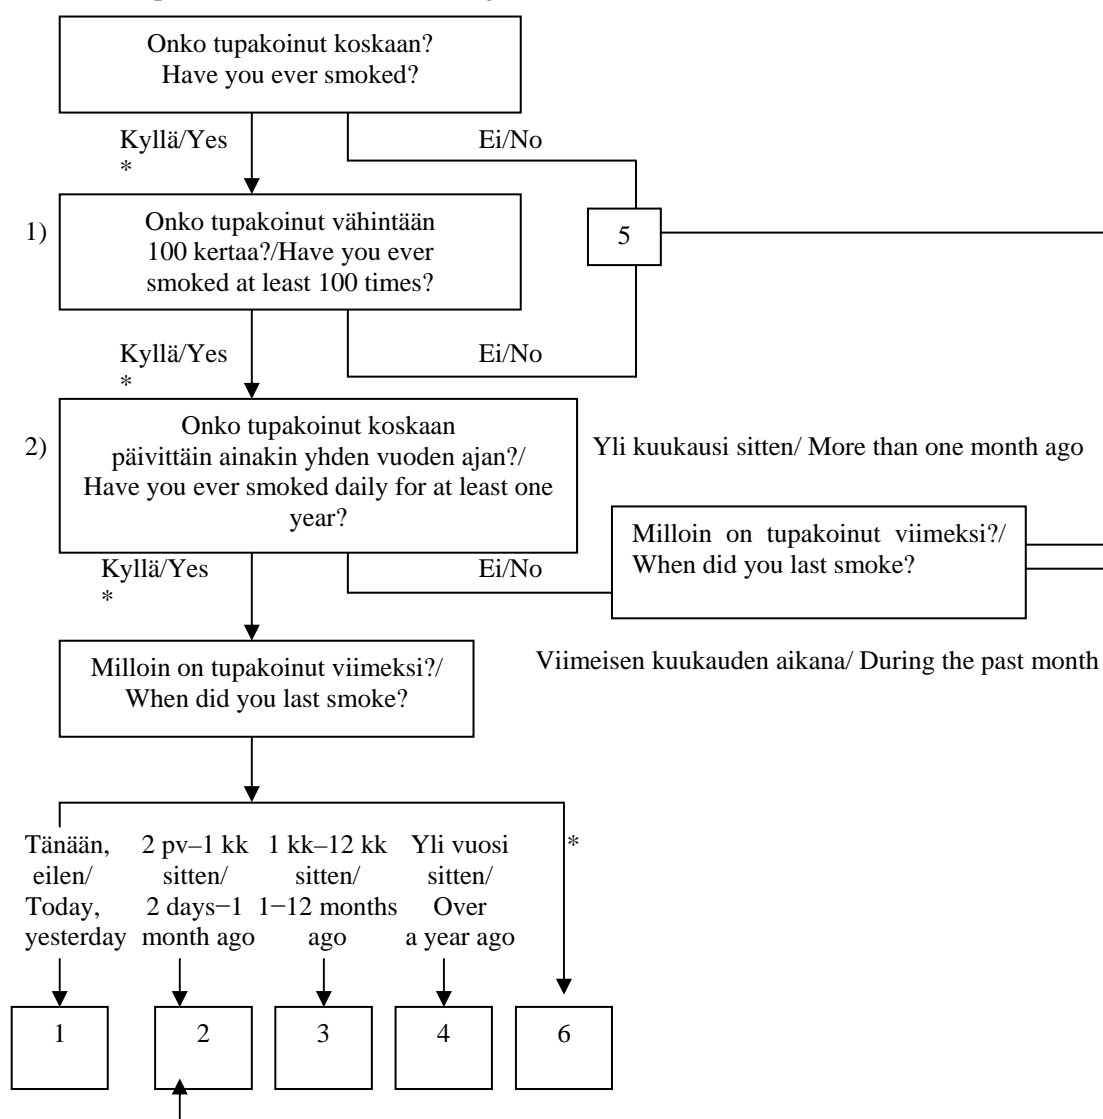 Onko tupakoinut koskaan?
Have you ever smoked?
Kyllä/Yes
*
Ei/No
1)
Onko tupakoinut vähintään
100 kertaa?/Have you ever
smoked at least 100 times?
5
Kyllä/Yes
*
Ei/No
2)
Onko tupakoinut koskaan
päivittäin ainakin yhden vuoden ajan?/
Have you ever smoked daily for at least one
year?
Yli kuukausi sitten/ More than one month ago
Milloin on tupakoinut viimeksi?/
When did you last smoke?
Kyllä/Yes
*
Ei/No
Milloin on tupakoinut viimeksi?/
When did you last smoke?
Viimeisen kuukauden aikana/ During the past month
Tänään,
eilen/
Today,
yesterday
2 pv–1 kk
sitten/
2 days−1
month ago
1 kk–12 kk
sitten/
1−12 months
ago
Yli vuosi
sitten/
Over
a year ago
*
1
2
3
4
6